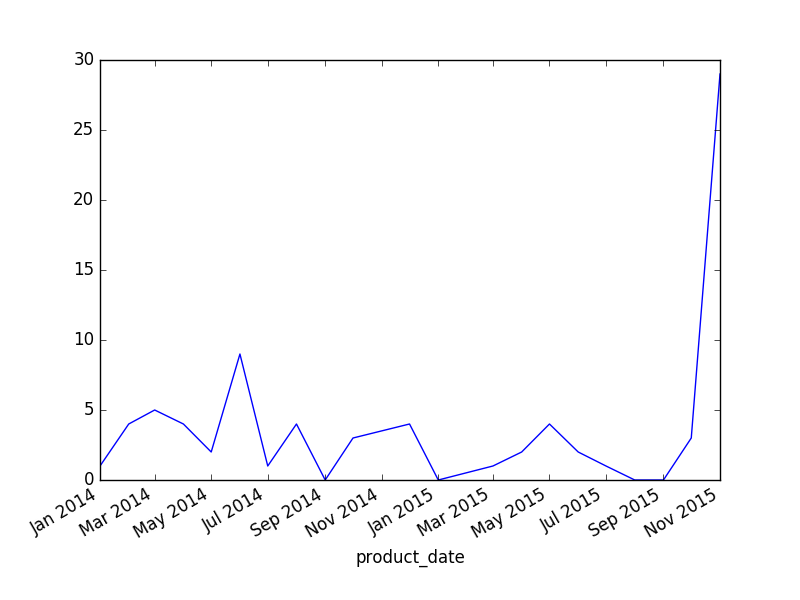 30
25
20
15
10
5
0
Jan 2014
Mar 2014
May 2014
Jul 2014
Sep 2014
Nov 2014
Jan 2015
Mar 2015
May 2015
Jul 2015
Sep 2015
Nov 2015
product_date